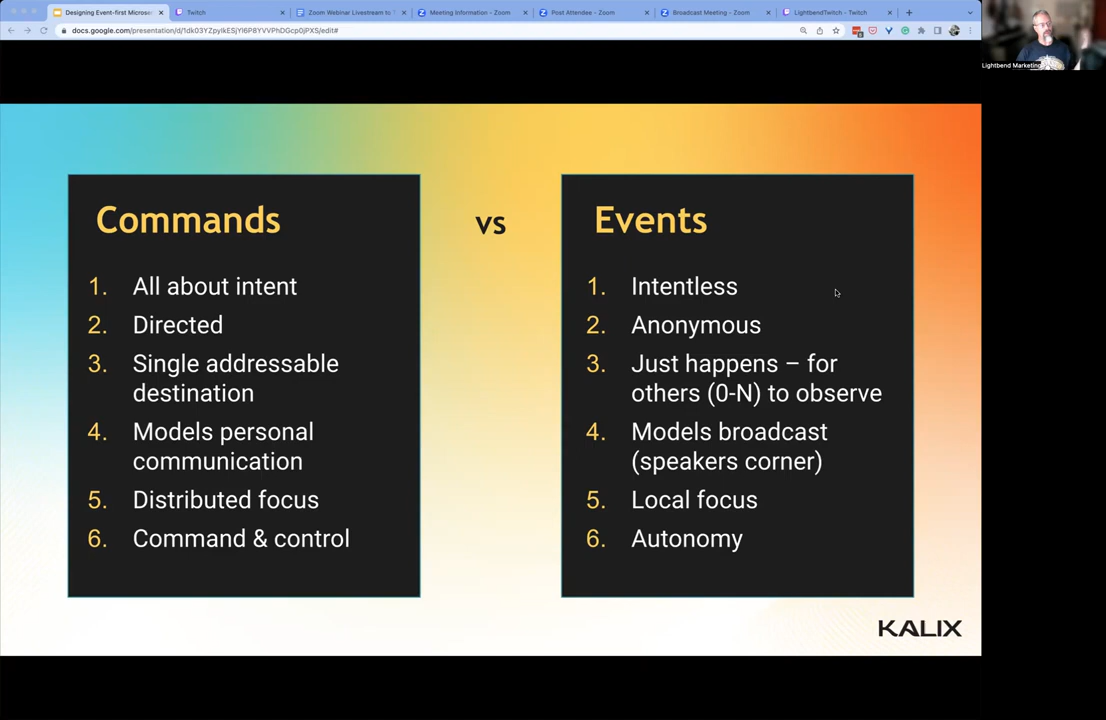 Designing Event-first Microser
Twitch
Zoom Webinar Livestream to T
Meeting Information - Zoom
Post Attendee - Zoom
Broadcast Meeting - Zoom
LightbendTwitch - Twitch
Lightbend Marketing
Commands
1. All about intent
2. Directed
3. Single addressable
destination
4. Models personal
communication
5. Distributed focus
6. Command & control
vs
Events
1. Intentless
2. Anonymous
3. Just happens – for
others (0-N) to observe
4. Models broadcast
(speakers corner)
5. Local focus
6. Autonomy
KALIX